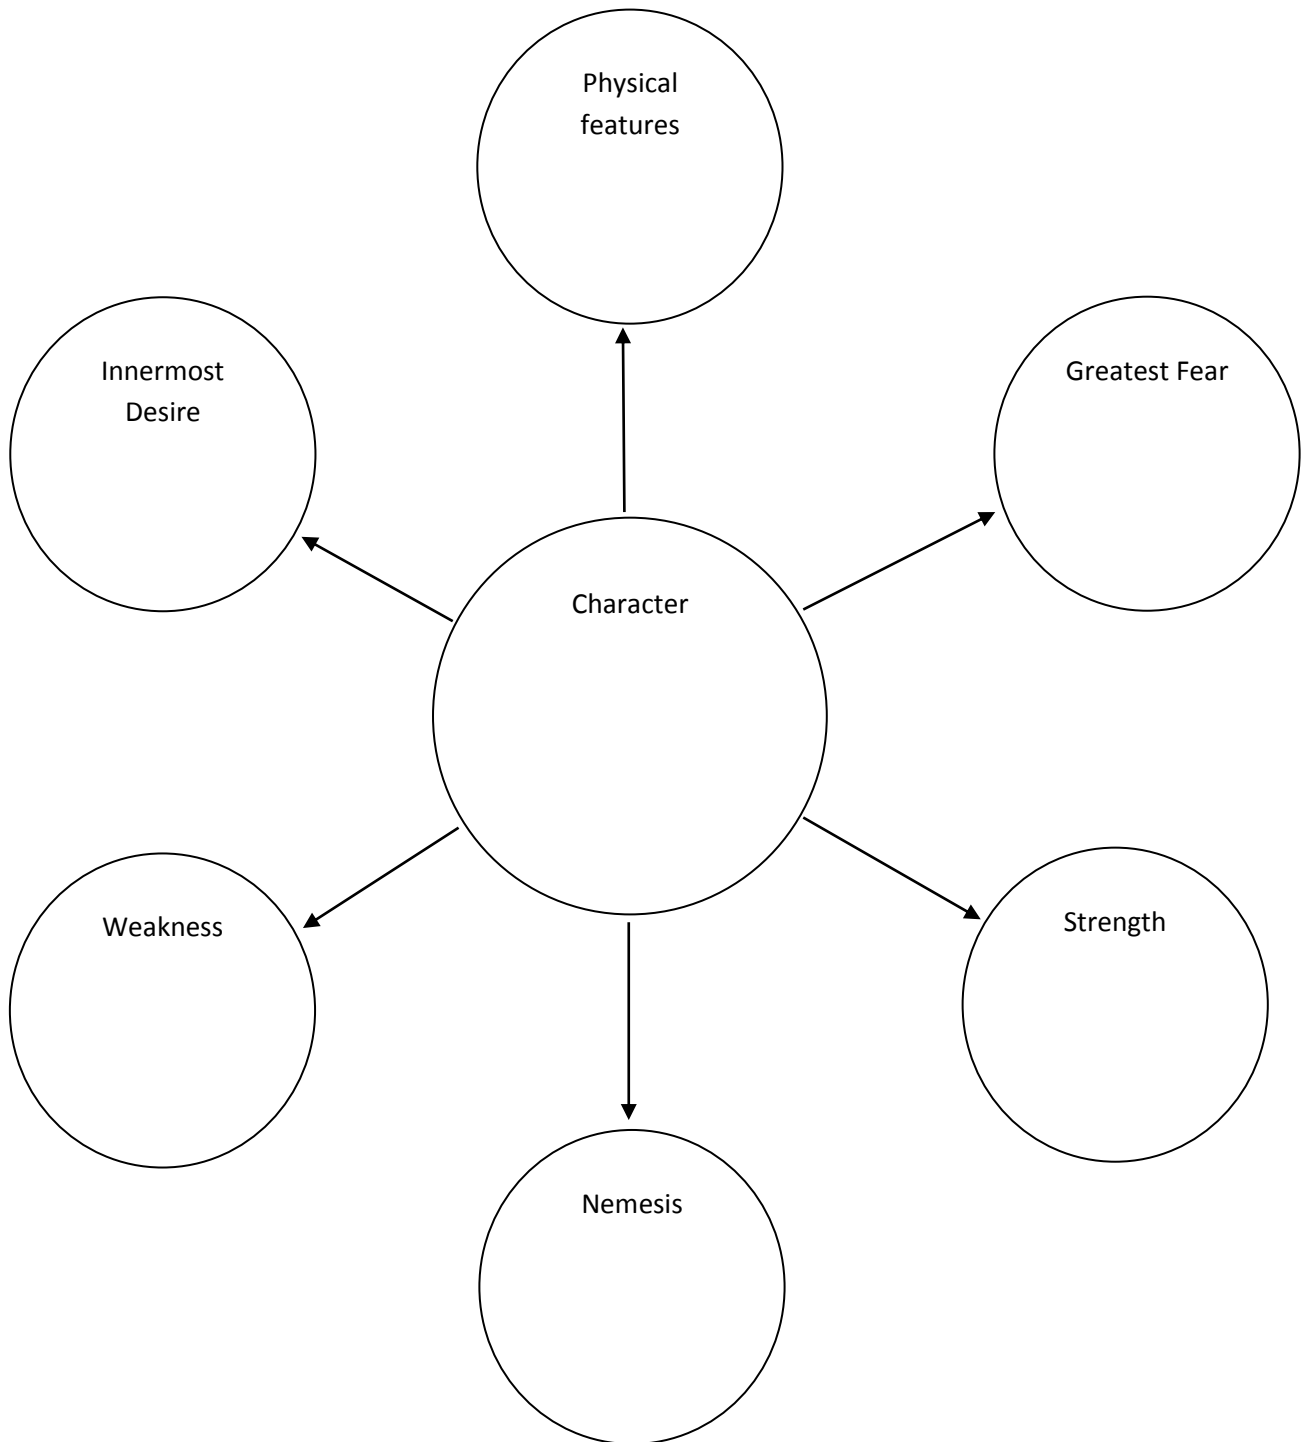 Physical
features
Innermost
Desire
Greatest Fear
Character
Weakness
Strength
Nemesis